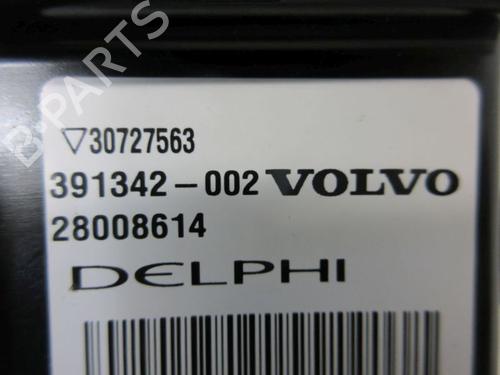 B-PARTS
▽30727563
391342-002 VOLVO
28008614
DELPHI